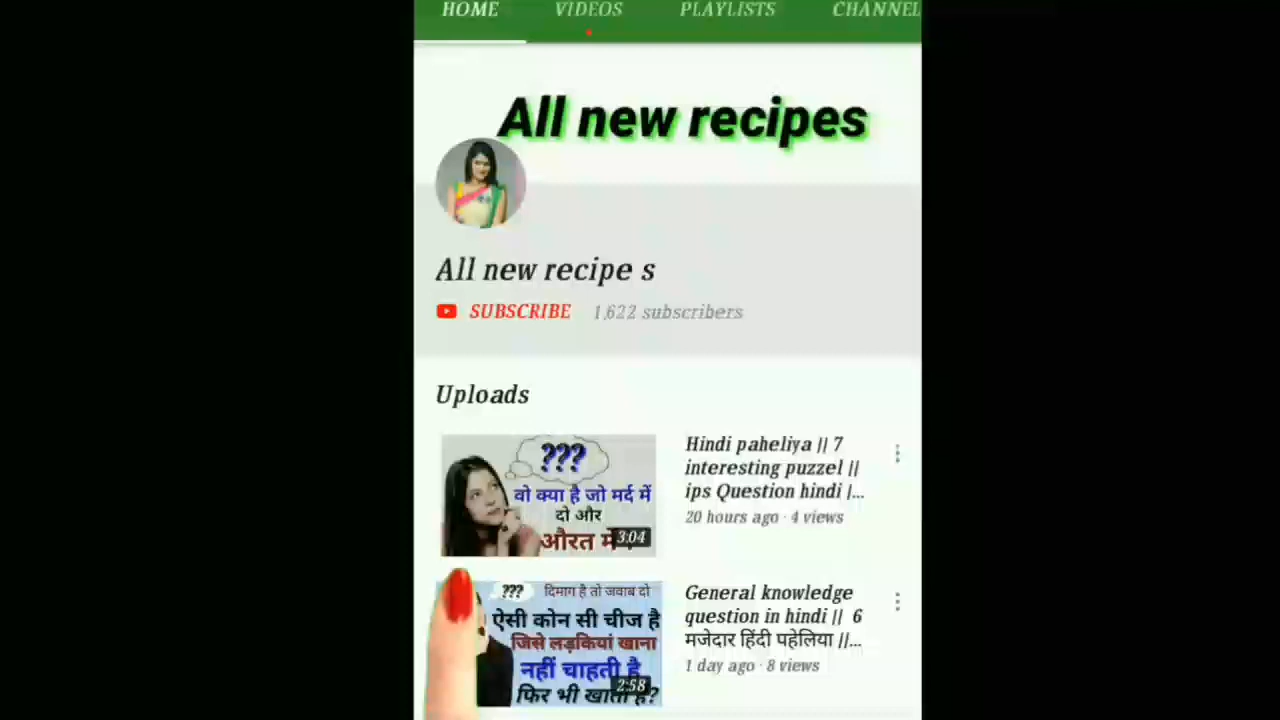 HOME VIDEOS PLAYLISTS CHANNEL
All new recipes
All new recipe s
SUBSCRIBE 1,622 subscribers
Uploads
???
वो क्या है जो मर्द में
दो और
औरत में
3:04
Hindi paheliya || 7
interesting puzzel ||
ips Question hindi |...
20 hours ago · 4 views
??? दिमाग है तो जवाब दो
ऐसी कोन सी चीज है
जिसे लड़कियां खाना
नहीं चाहती है
फिर भी खाती है?
2:58
General knowledge
question in hindi || 6
मजेदार हिंदी पहेलिया ||...
1 day ago · 8 views